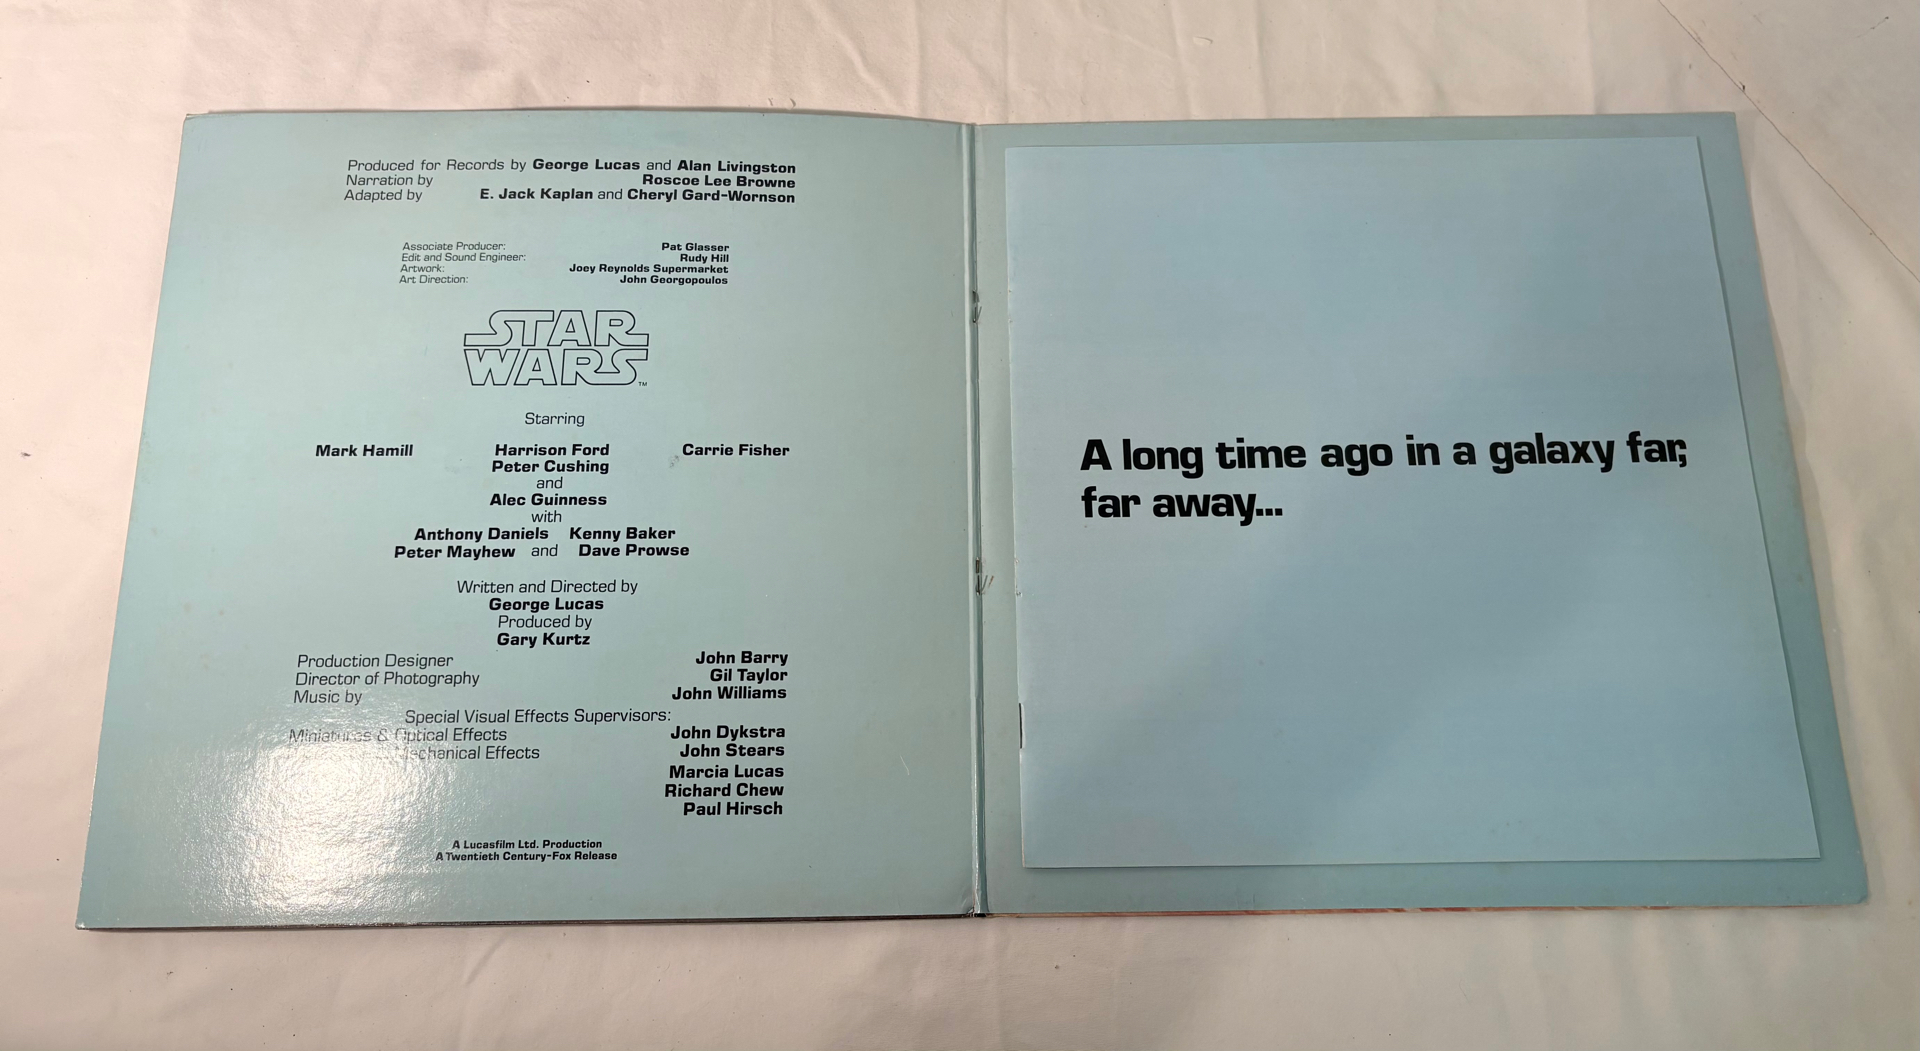 Produced for Records by George Lucas and Alan Livingston
Narration by Roscoe Lee Browne
Adapted by E. Jack Kaplan and Cheryl Gard-Wornson
Associate Producer: Pat Glasser
Edit and Sound Engineer: Rudy Hill
Artwork: Joey Reynolds Supermarket
Art Direction: John Georgopoulos
STAR
WARS TM
Starring
Mark Hamill Harrison Ford Carrie Fisher
Peter Cushing
and
Alec Guinness
with
Anthony Daniels Kenny Baker
Peter Mayhew and Dave Prowse
Written and Directed by
George Lucas
Produced by
Gary Kurtz
Production Designer John Barry
Director of Photography Gil Taylor
Music by John Williams
Special Visual Effects Supervisors:
Miniatures & Optical Effects John Dykstra
Mechanical Effects John Stears
Marcia Lucas
Richard Chew
Paul Hirsch
A Lucasfilm Ltd. Production
A Twentieth Century-Fox Release
A long time ago in a galaxy far,
far away...